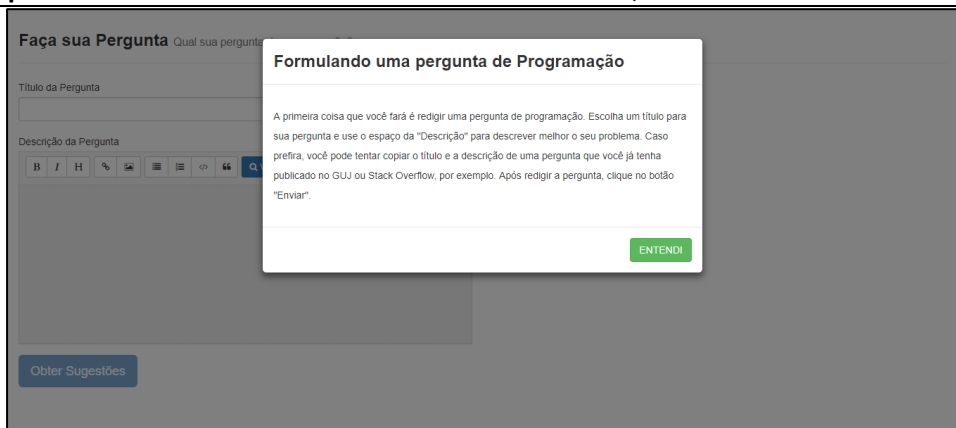 Faça sua Pergunta Qual sua pergunta
Formulando uma pergunta de Programação
Título da Pergunta
A primeira coisa que você fará é redigir uma pergunta de programação. Escolha um título para
sua pergunta e use o espaço da "Descrição" para descrever melhor o seu problema. Caso
prefira, você pode tentar copiar o título e a descrição de uma pergunta que você já tenha
publicado no GUJ ou Stack Overflow, por exemplo. Após redigir a pergunta, clique no botão
"Enviar".
Descrição da Pergunta
B I H
ENTENDI
Obter Sugestões